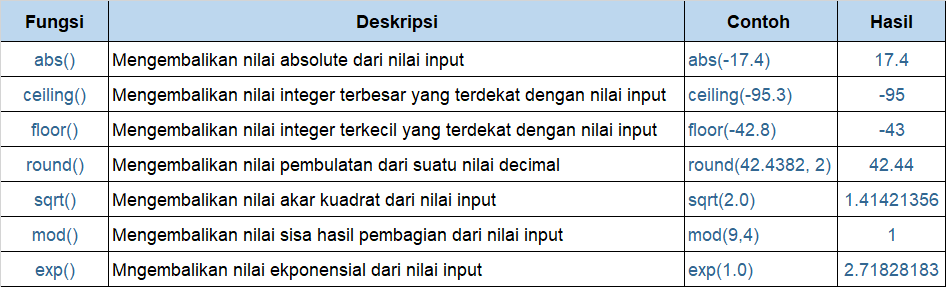 Fungsi Deskripsi Contoh Hasil
abs() Mengembalikan nilai absolute dari nilai input abs(-17.4) 17.4
ceiling() Mengembalikan nilai integer terbesar yang terdekat dengan nilai input ceiling(-95.3) -95
floor() Mengembalikan nilai integer terkecil yang terdekat dengan nilai input floor(-42.8) -43
round() Mengembalikan nilai pembulatan dari suatu nilai decimal round(42.4382, 2) 42.44
sqrt() Mengembalikan nilai akar kuadrat dari nilai input sqrt(2.0) 1.41421356
mod() Mengembalikan nilai sisa hasil pembagian dari nilai input mod(9,4) 1
exp() Mngembalikan nilai ekponensial dari nilai input exp(1.0) 2.71828183